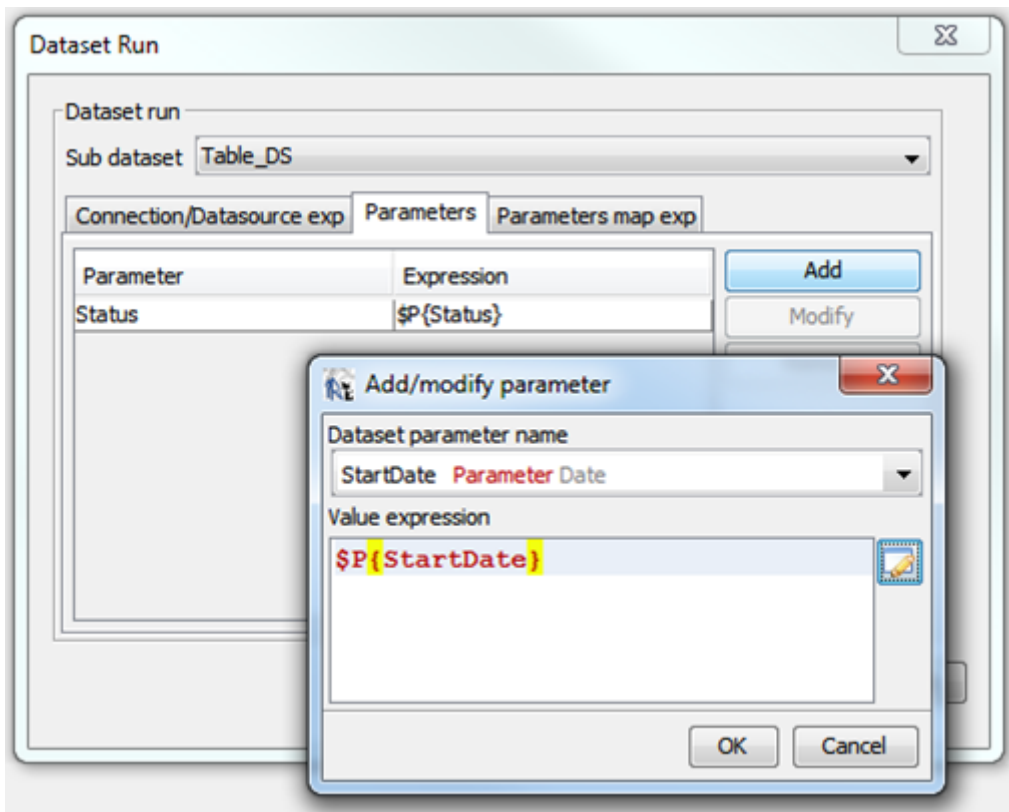 Dataset Run
Dataset run
Sub dataset Table_DS
Connection/Datasource exp Parameters Parameters map exp
Parameter Expression Add
Status $P{Status} Modify
Add/modify parameter
Dataset parameter name
StartDate Parameter Date
Value expression
$P{StartDate}
OK Cancel